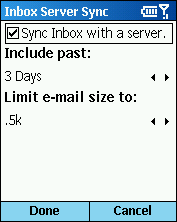 Inbox Server Sync
Sync Inbox with a server.
Include past:
3 Days
Limit e-mail size to:
.5k
Done Cancel